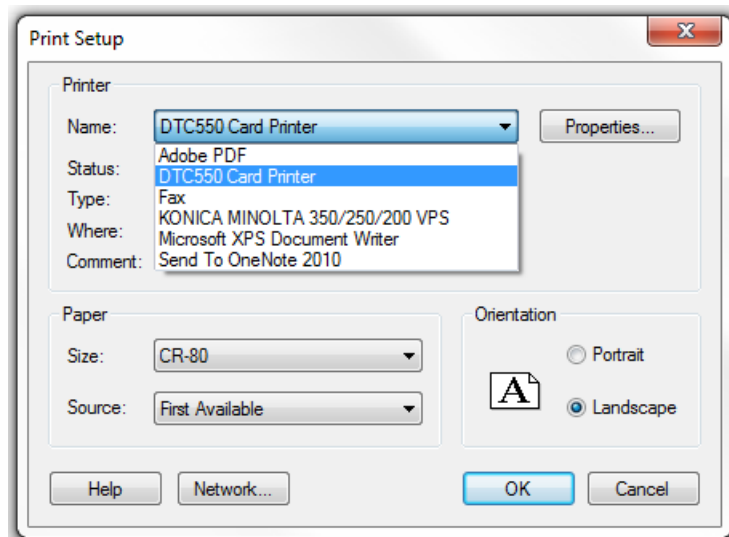 Print Setup
Printer
Name: DTC550 Card Printer Properties...
Adobe PDF
Status: DTC550 Card Printer
Type: Fax
KONICA MINOLTA 350/250/200 VPS
Where: Microsoft XPS Document Writer
Comment: Send To OneNote 2010
Paper
Size: CR-80
Source: First Available
Orientation
A
Portrait
Landscape
Help Network... OK Cancel